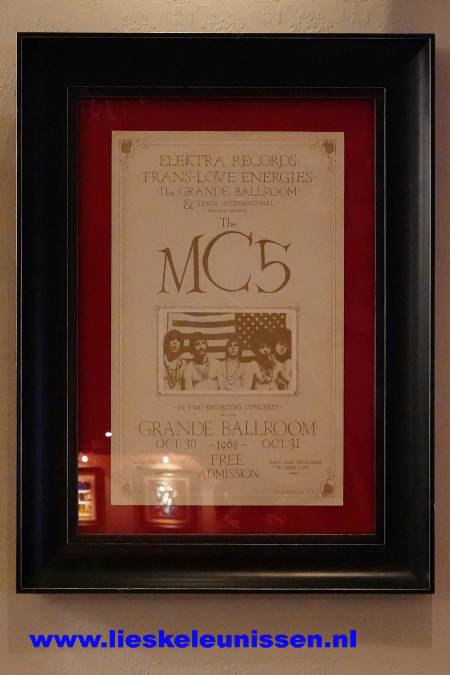 ELEKTRA RECORDS
TRANS·LOVE ENERGIES
The GRANDE BALLROOM
& ZENTA INTERNATIONAL
The
MC5
IN TWO RECORDING CONCERTS
GRANDE BALLROOM
OCT. 30 - 1968 - OCT 31
FREE
ADMISSION
www.lieskeleunissen.nl